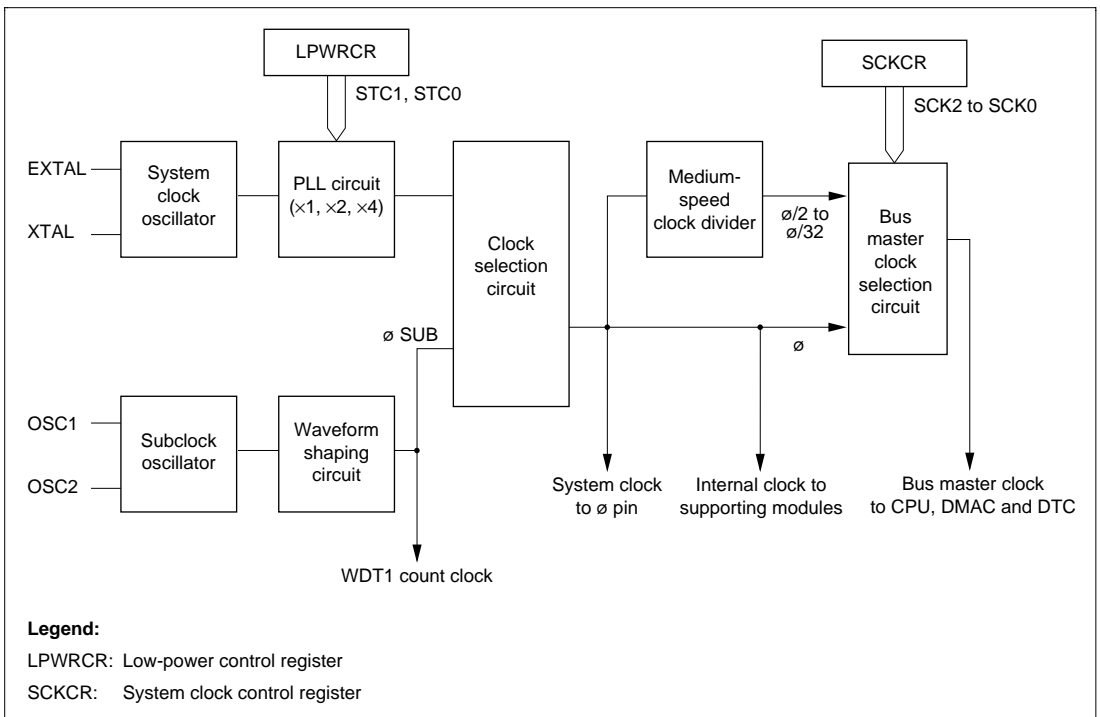 LPWRCR
STC1, STC0
SCKCR
SCK2 to SCK0
EXTAL
XTAL
System
clock
oscillator
PLL circuit
(×1, ×2, ×4)
Clock
selection
circuit
Medium-
speed
clock divider
ø/2 to
ø/32
Bus
master
clock
selection
circuit
ø SUB
ø
OSC1
OSC2
Subclock
oscillator
Waveform
shaping
circuit
System clock
to ø pin
Internal clock to
supporting modules
Bus master clock
to CPU, DMAC and DTC
WDT1 count clock
Legend:
LPWRCR: Low-power control register
SCKCR: System clock control register